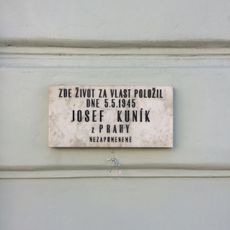 ZDE ŽIVOT ZA VLAST POLOŽIL
DNE 5.5.1945
JOSEF KUNÍK
z PRAHY
NEZAPOMENEME